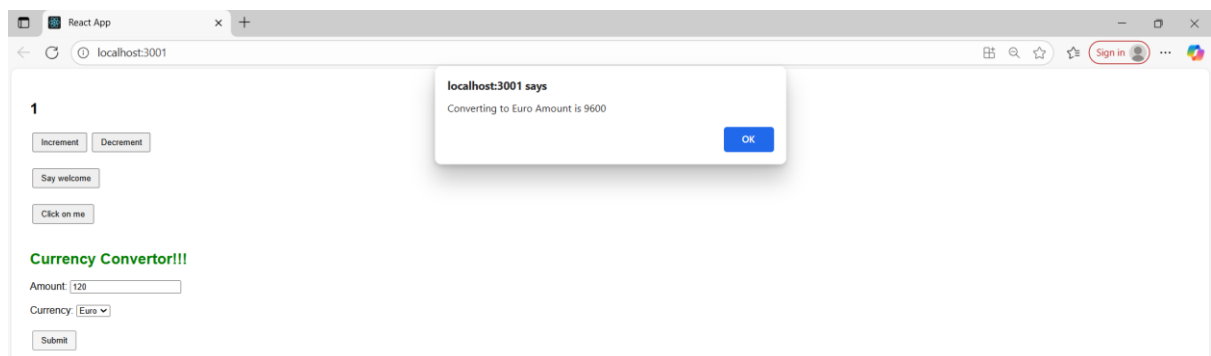 React App
localhost:3001
Sign in
localhost:3001 says
Converting to Euro Amount is 9600
OK
1
Increment Decrement
Say welcome
Click on me
Currency Convertor!!!
Amount: 120
Currency: Euro
Submit